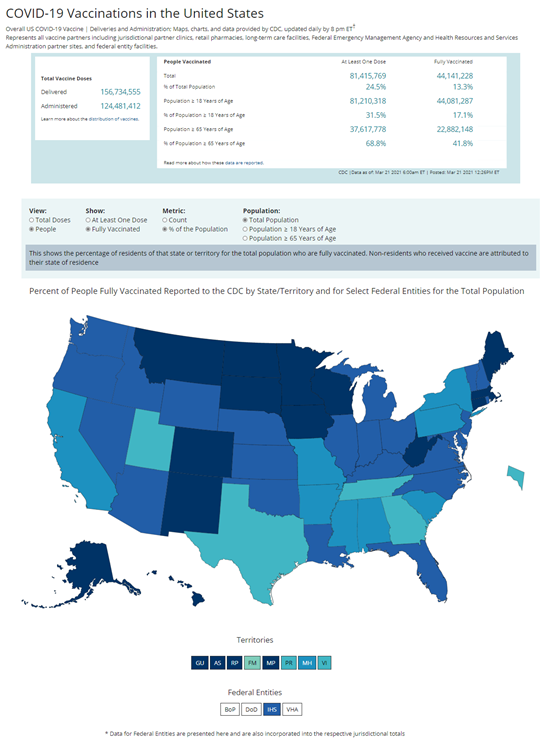 COVID-19 Vaccinations in the United States
Overall US COVID-19 Vaccine | Deliveries and Administration; Maps, charts, and data provided by CDC, updated daily by 8 pm ET†
Represents all vaccine partners including jurisdictional partner clinics, retail pharmacies, long-term care facilities, Federal Emergency Management Agency and Health Resources and Services
Administration partner sites, and federal entity facilities.
Total Vaccine Doses
Delivered 156,734,555
Administered 124,481,412
Learn more about the distribution of vaccines.
People Vaccinated At Least One Dose Fully Vaccinated
Total 81,415,769 44,141,228
% of Total Population 24.5% 13.3%
Population ≥ 18 Years of Age 81,210,318 44,081,287
% of Population ≥ 18 Years of Age 31.5% 17.1%
Population ≥ 65 Years of Age 37,617,778 22,882,148
% of Population ≥ 65 Years of Age 68.8% 41.8%
Read more about how these data are reported.
CDC | Data as of: Mar 21 2021 6:00am ET | Posted: Mar 21 2021 12:26PM ET
View: Show: Metric: Population:
Total Doses At Least One Dose Count Total Population
People Fully Vaccinated % of the Population Population ≥ 18 Years of Age
Population ≥ 65 Years of Age
This shows the percentage of residents of that state or territory for the total population who are fully vaccinated. Non-residents who received vaccine are attributed to
their state of residence
Percent of People Fully Vaccinated Reported to the CDC by State/Territory and for Select Federal Entities for the Total Population
Territories
GU AS RP FM MP PR MH VI
Federal Entities
BoP DoD IHS VHA
* Data for Federal Entities are presented here and are also incorporated into the respective jurisdictional totals